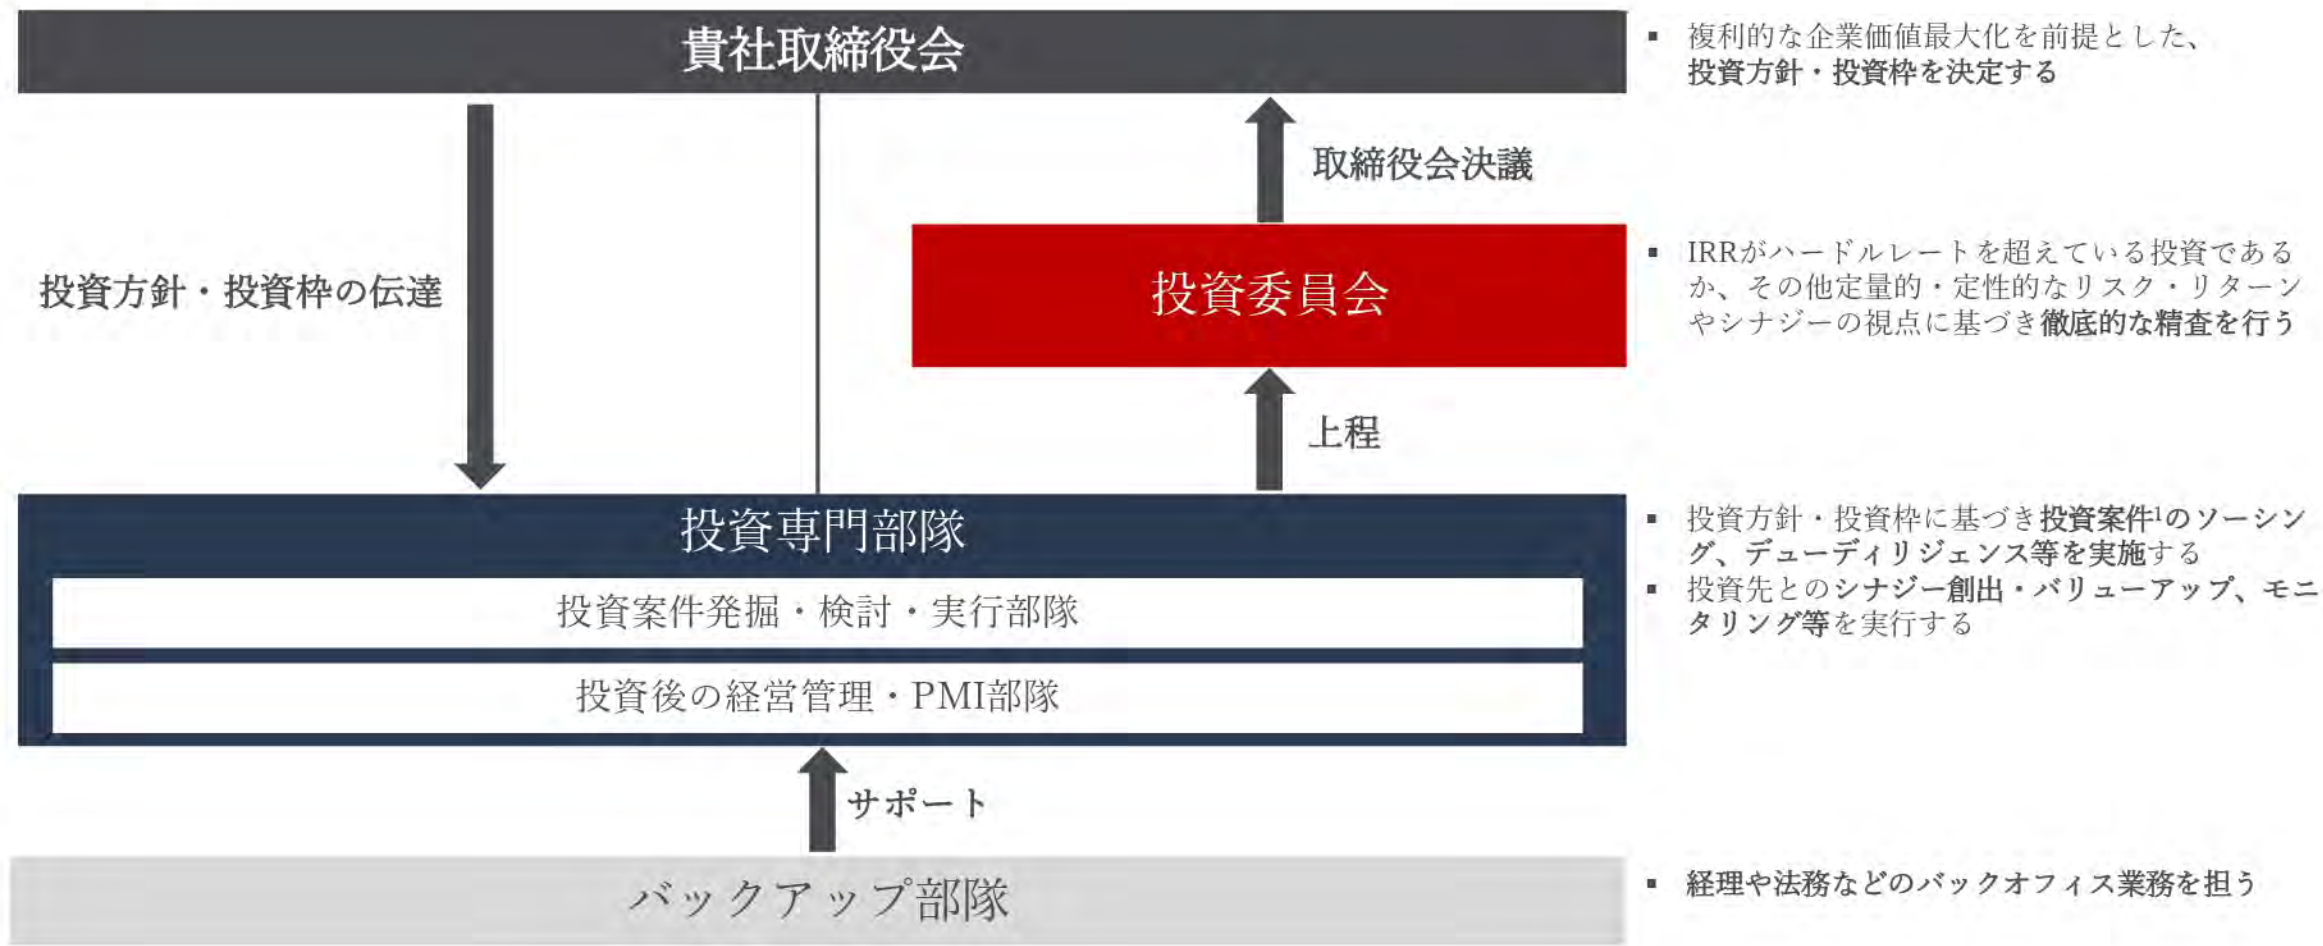 貴社取締役会
▪ 複利的な企業価値最大化を前提とした、
投資方針・投資枠を決定する
取締役会決議
投資方針・投資枠の伝達
投資委員会
▪ IRRがハードルレートを超えている投資である
か、その他定量的・定性的なリスク・リターン
やシナジーの視点に基づき徹底的な精査を行う
上程
投資専門部隊
投資案件発掘・検討・実行部隊
投資後の経営管理・PMI部隊
▪ 投資方針・投資枠に基づき投資案件¹のソーシン
グ、デューディリジェンス等を実施する
▪ 投資先とのシナジー創出・バリューアップ、モニ
タリング等を実行する
サポート
バックアップ部隊
▪ 経理や法務などのバックオフィス業務を担う